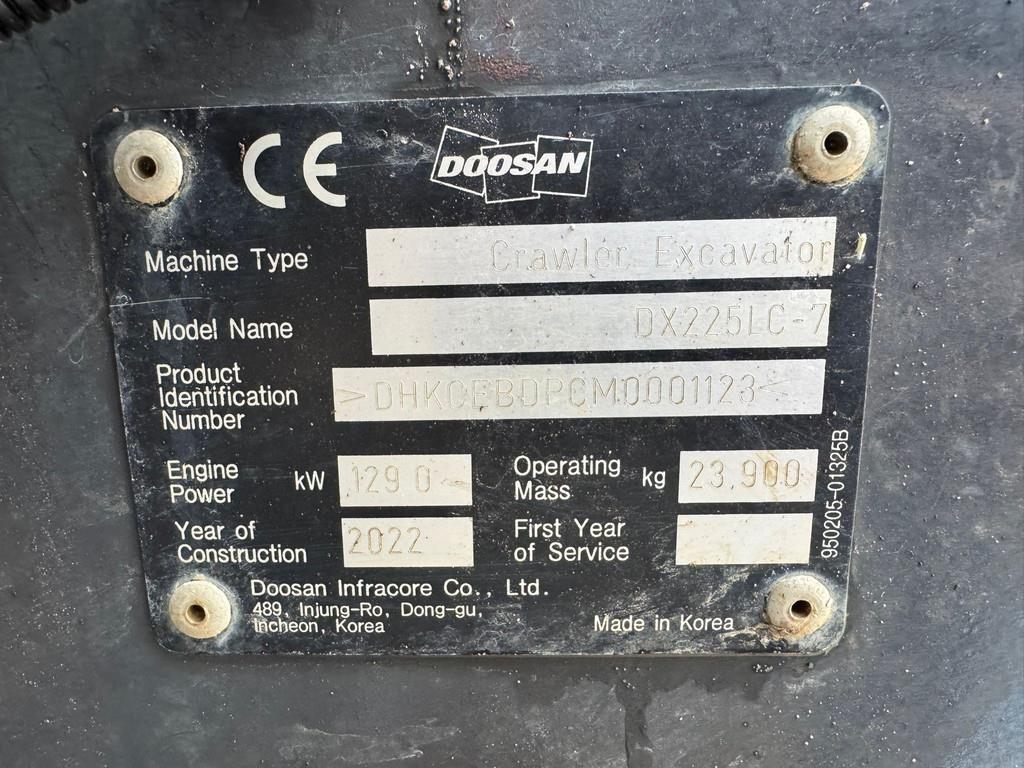 CE DOOSAN
Machine Type Crawler Excavator
Model Name DX225LC-7
Product
Identification
Number
Engine
Power kW 129.0
Operating
Mass kg 23,900
Year of
Construction 2022
First Year
of Service
950205-01325B
Doosan Infracore Co., Ltd.
489, Injung-Ro, Dong-gu,
Incheon, Korea
Made in Korea